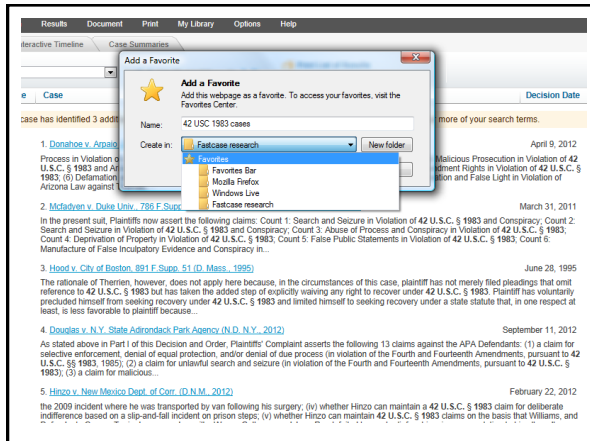 Results Document Print My Library Options Help
nteractive Timeline Case Summaries
Add a Favorite
Add a Favorite
Add this webpage as a favorite. To access your favorites, visit the
Favorites Center.
e Case Decision Date
Name: 42 USC 1983 cases
case has identified 3 addit more of your search terms.
Create in: Fastcase research New folder
Favorites
Favorites Bar
Mozilla Firefox
Windows Live
Fastcase research
1. Donahoe v. Arpaio April 9, 2012
Process in Violation o Malicious Prosecution in Violation of 42
U.S.C. § 1983 and dment Rights in Violation of 42 U.S.C. §
1983; (6) Defamation ation and False Light in Violation of
Arizona Law against
2. Mcfadyen v. Duke Univ., 786 F.Supp. March 31, 2011
In the present suit, Plaintiffs now assert the following claims: Count 1: Search and Seizure in Violation of 42 U.S.C. § 1983 and Conspiracy; Count 2:
Search and Seizure in Violation of 42 U.S.C. § 1983 and Conspiracy; Count 3: Abuse of Process and Conspiracy in Violation of 42 U.S.C. § 1983;
Count 4: Deprivation of Property in Violation of 42 U.S.C. § 1983; Count 5: False Public Statements in Violation of 42 U.S.C. § 1983; Count 6:
Manufacture of False Inculpatory Evidence and Conspiracy in...
3. Hood v. City of Boston, 891 F.Supp. 51 (D. Mass., 1995) June 28, 1995
The rationale of Therrien, however, does not apply here because, in the circumstances of this case, plaintiff has not merely filed pleadings that omit
reference to 42 U.S.C. § 1983 but has taken the added step of explicitly waiving any right to recover under 42 U.S.C. § 1983. Plaintiff has voluntarily
precluded himself from seeking recovery under 42 U.S.C. § 1983 and limited himself to seeking recovery under a state statute that, in one respect at
least, is less favorable to plaintiff because...
4. Douglas v. N.Y. State Adirondack Park Agency (N.D. N.Y., 2012) September 11, 2012
As stated above in Part I of this Decision and Order, Plaintiffs' Complaint asserts the following 13 claims against the APA Defendants: (1) a claim for
selective enforcement, denial of equal protection, and/or denial of due process (in violation of the Fourth and Fourteenth Amendments, pursuant to 42
U.S.C. §§ 1983, 1985); (2) a claim for unlawful search and seizure (in violation of the Fourth and Fourteenth Amendments, pursuant to 42 U.S.C. §
1983); (3) a claim for malicious...
5. Hinzo v. New Mexico Dept. of Corr. (D.N.M., 2012) February 22, 2012
the 2009 incident where he was transported by van following his surgery; (iv) whether Hinzo can maintain a 42 U.S.C. § 1983 claim for deliberate
indifference based on a slip-and-fall incident on prison steps; (v) whether Hinzo can maintain 42 U.S.C. § 1983 claims on the basis that Williams, and